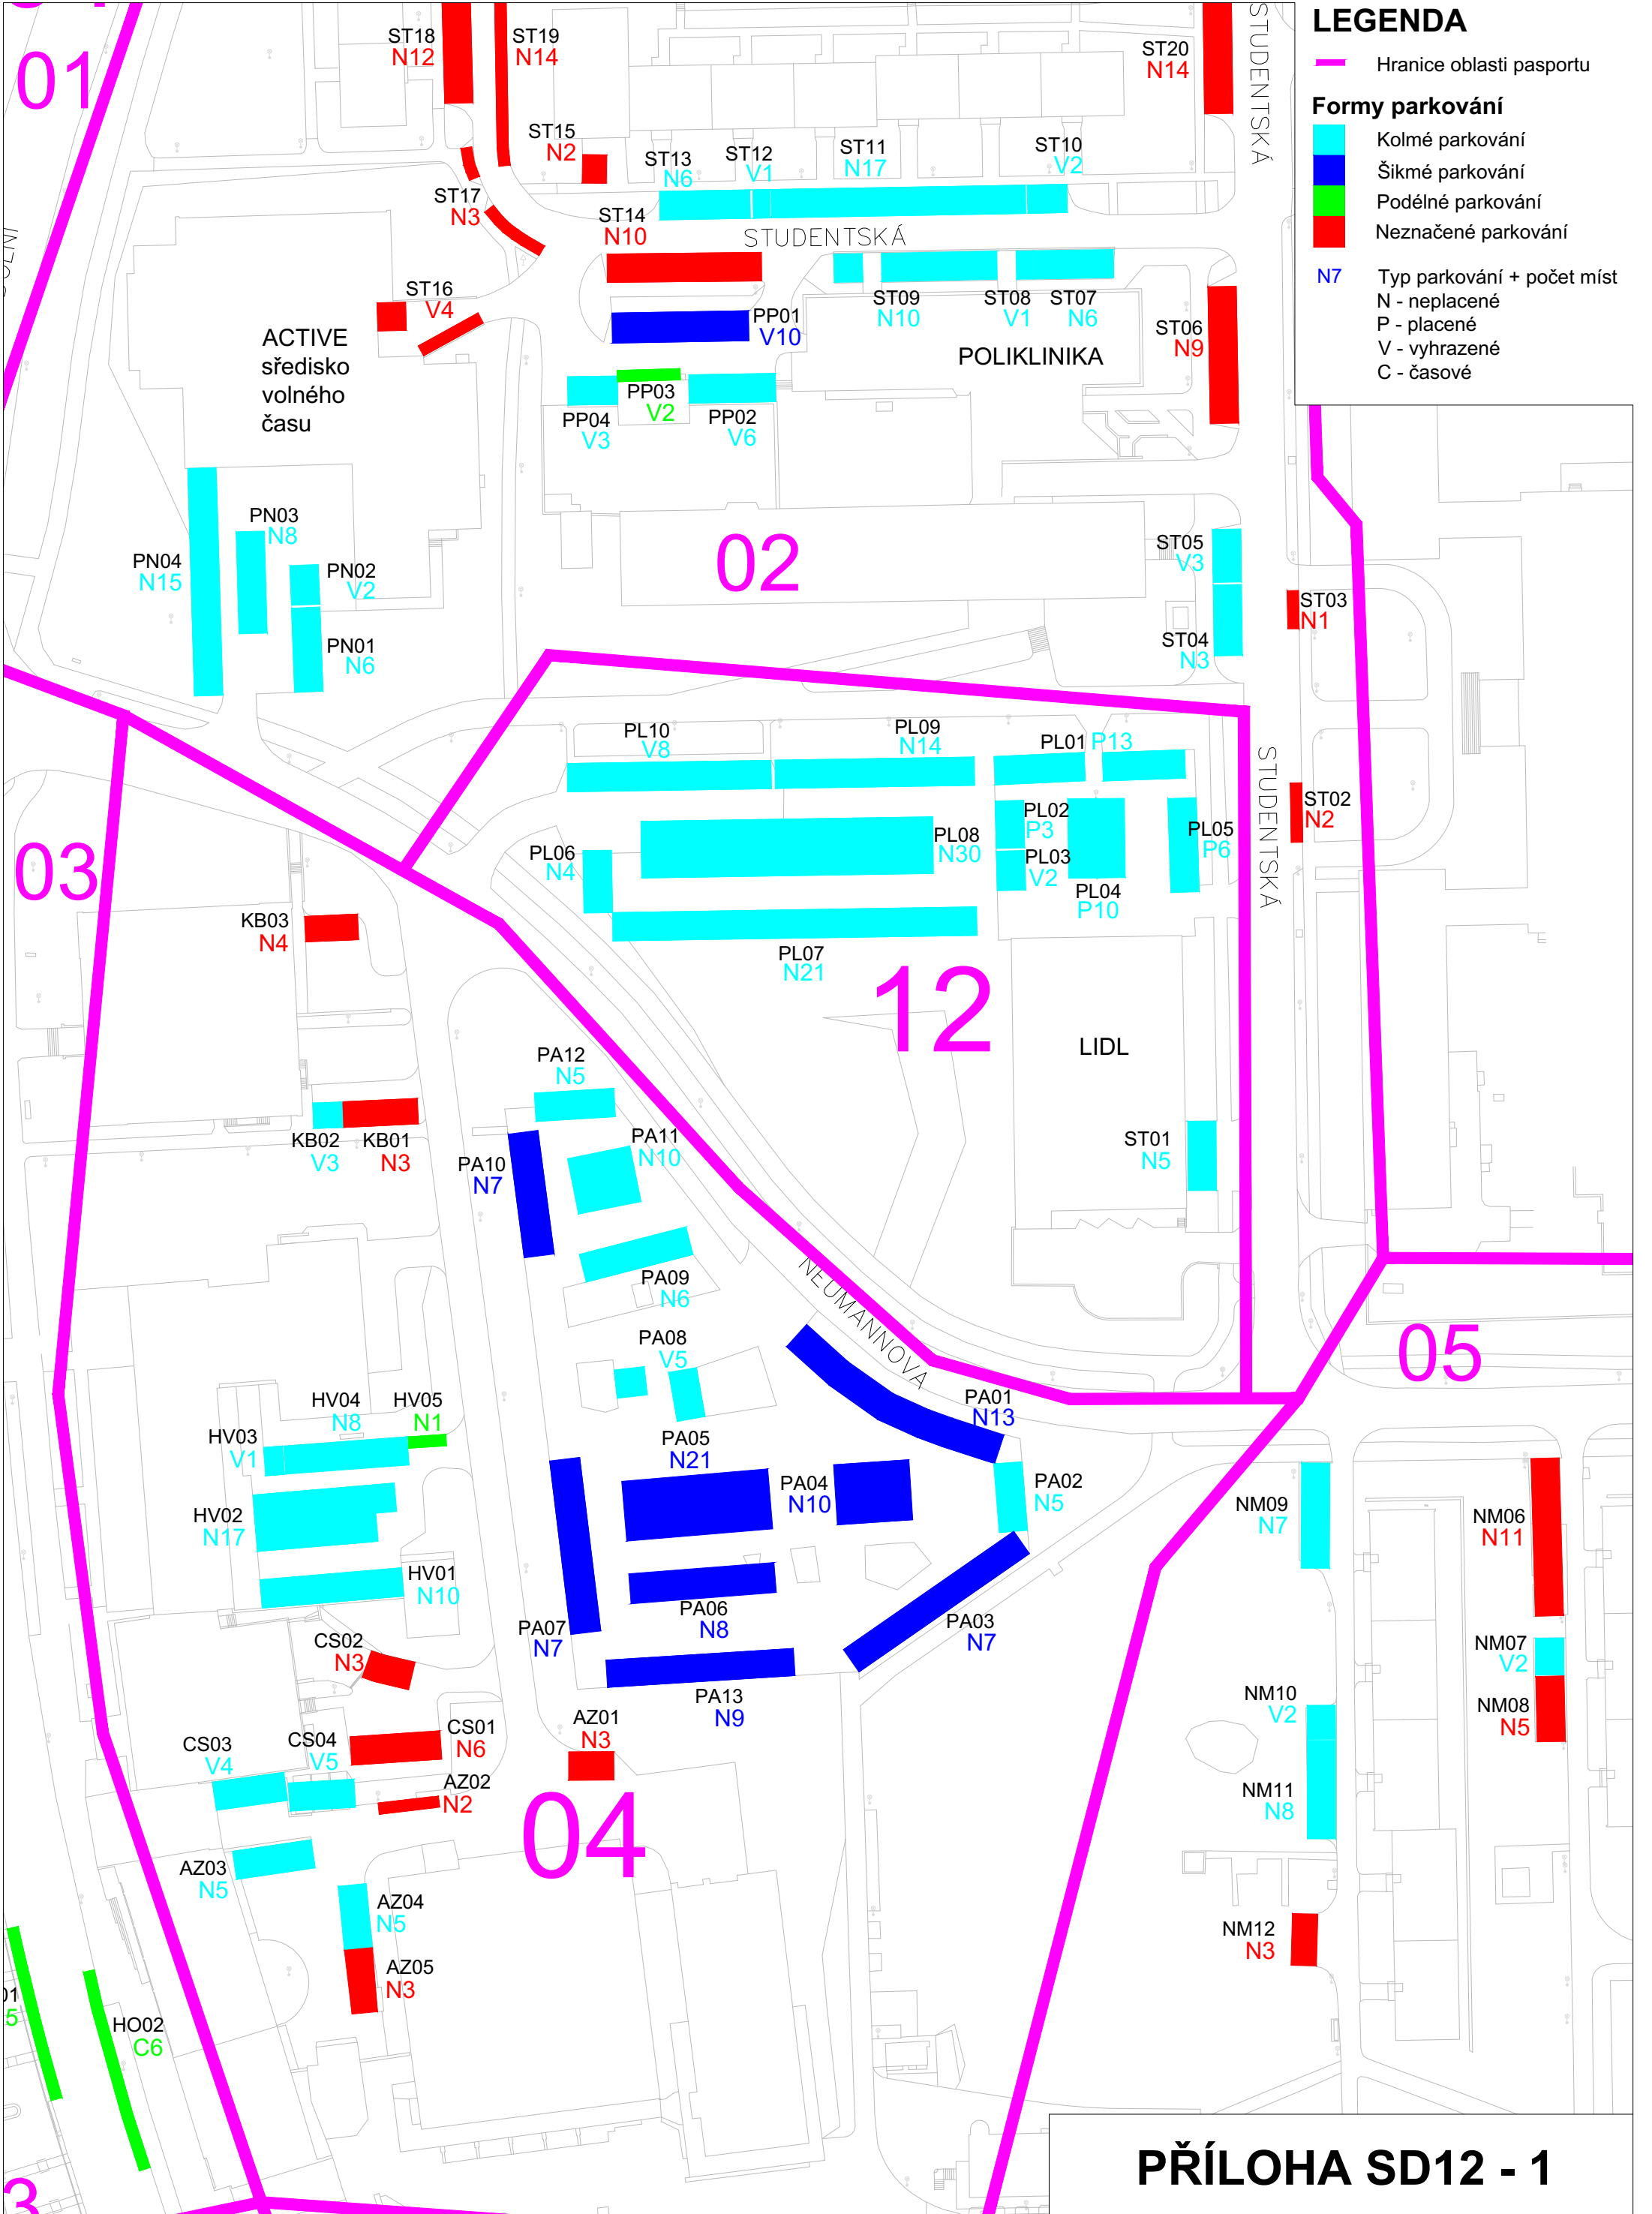 LEGENDA
Hranice oblasti pasportu
Formy parkování
Kolmé parkování
Šikmé parkování
Podélné parkování
Neznačené parkování
N7 Typ parkování + počet míst
N - neplacené
P - placené
V - vyhrazené
C - časové
01
ST18
N12
ST19
N14
ST20
N14
STUDENTSKÁ
ST15
N2
ST13
N6
ST12
V1
ST11
N17
ST10
V2
ST17
N3
ST14
N10
STUDENTSKÁ
ST16
V4
PP01
V10
ST09
N10
ST08
V1
ST07
N6
ST06
N9
ACTIVE
sředisko
volného
času
POLIKLINIKA
PP03
V2
PP04
V3
PP02
V6
PN03
N8
PN04
N15
PN02
V2
PN01
N6
02
ST05
V3
ST03
N1
ST04
N3
PL10
V8
PL09
N14
PL01
P13
STUDENTSKÁ
ST02
N2
PL02
P3
PL08
N30
PL05
P6
PL06
N4
PL03
V2
PL04
P10
03
KB03
N4
PL07
N21
12
LIDL
PA12
N5
KB02
V3
KB01
N3
PA11
N10
PA10
N7
ST01
N5
PA09
N6
NEUMANNOVA
PA08
V5
05
HV04
N8
HV05
N1
PA01
N13
HV03
V1
PA05
N21
PA04
N10
PA02
N5
HV02
N17
NM09
N7
NM06
N11
HV01
N10
PA07
N7
PA06
N8
PA03
N7
CS02
N3
NM07
V2
PA13
N9
NM10
V2
NM08
N5
CS01
N6
AZ01
N3
CS03
V4
CS04
V5
AZ02
N2
NM11
N8
04
AZ03
N5
AZ04
N5
NM12
N3
AZ05
N3
HO02
C6
PŘÍLOHA SD12 - 1